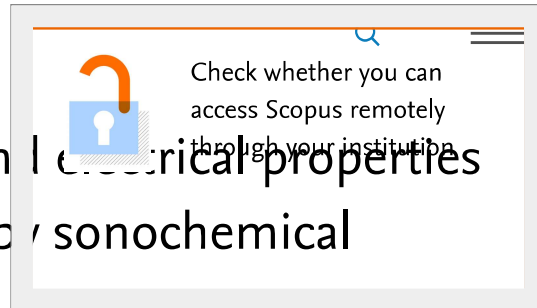 Check whether you can
access Scopus remotely
through your institution
electrical properties
sonochemical